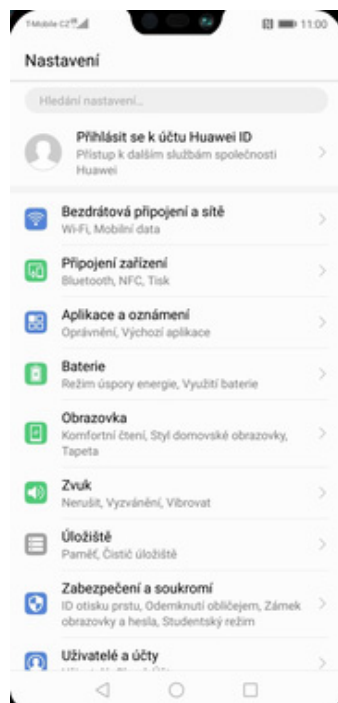 T-Mobile CZ
11:00
Nastavení
Hledání nastavení...
Přihlásit se k účtu Huawei ID
Přístup k dalším službám společnosti
Huawei
Bezdrátová připojení a sítě
Wi-Fi, Mobilní data
Připojení zařízení
Bluetooth, NFC, Tisk
Aplikace a oznámení
Oprávnění, Výchozí aplikace
Baterie
Režim úspory energie, Využití baterie
Obrazovka
Komfortní čtení, Styl domovské obrazovky,
Tapeta
Zvuk
Nerušit, Vyzvánění, Vibrovat
Úložiště
Paměť, Čistič úložiště
Zabezpečení a soukromí
ID otisku prstu, Odemknutí obličejem, Zámek
obrazovky a hesla, Studentský režim
Uživatelé a účty